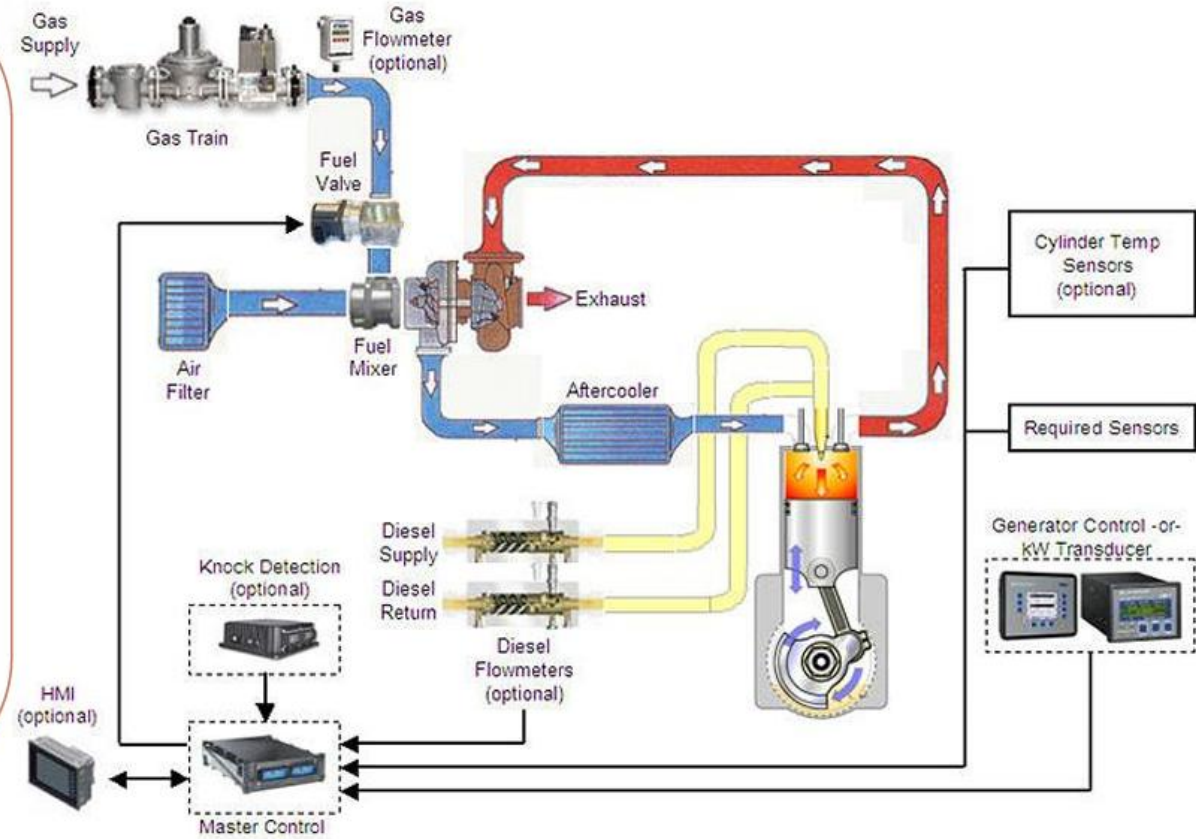 Gas
Supply
Gas
Flowmeter
(optional)
Gas Train
Fuel
Valve
Cylinder Temp
Sensors
(optional)
Exhaust
Air
Filter
Fuel
Mixer
Aftercooler
Required Sensors
Diesel
Supply
Generator Control -or-
kW Transducer
Knock Detection
(optional)
Diesel
Return
Diesel
Flowmeters
(optional)
HMI
(optional)
Master Control